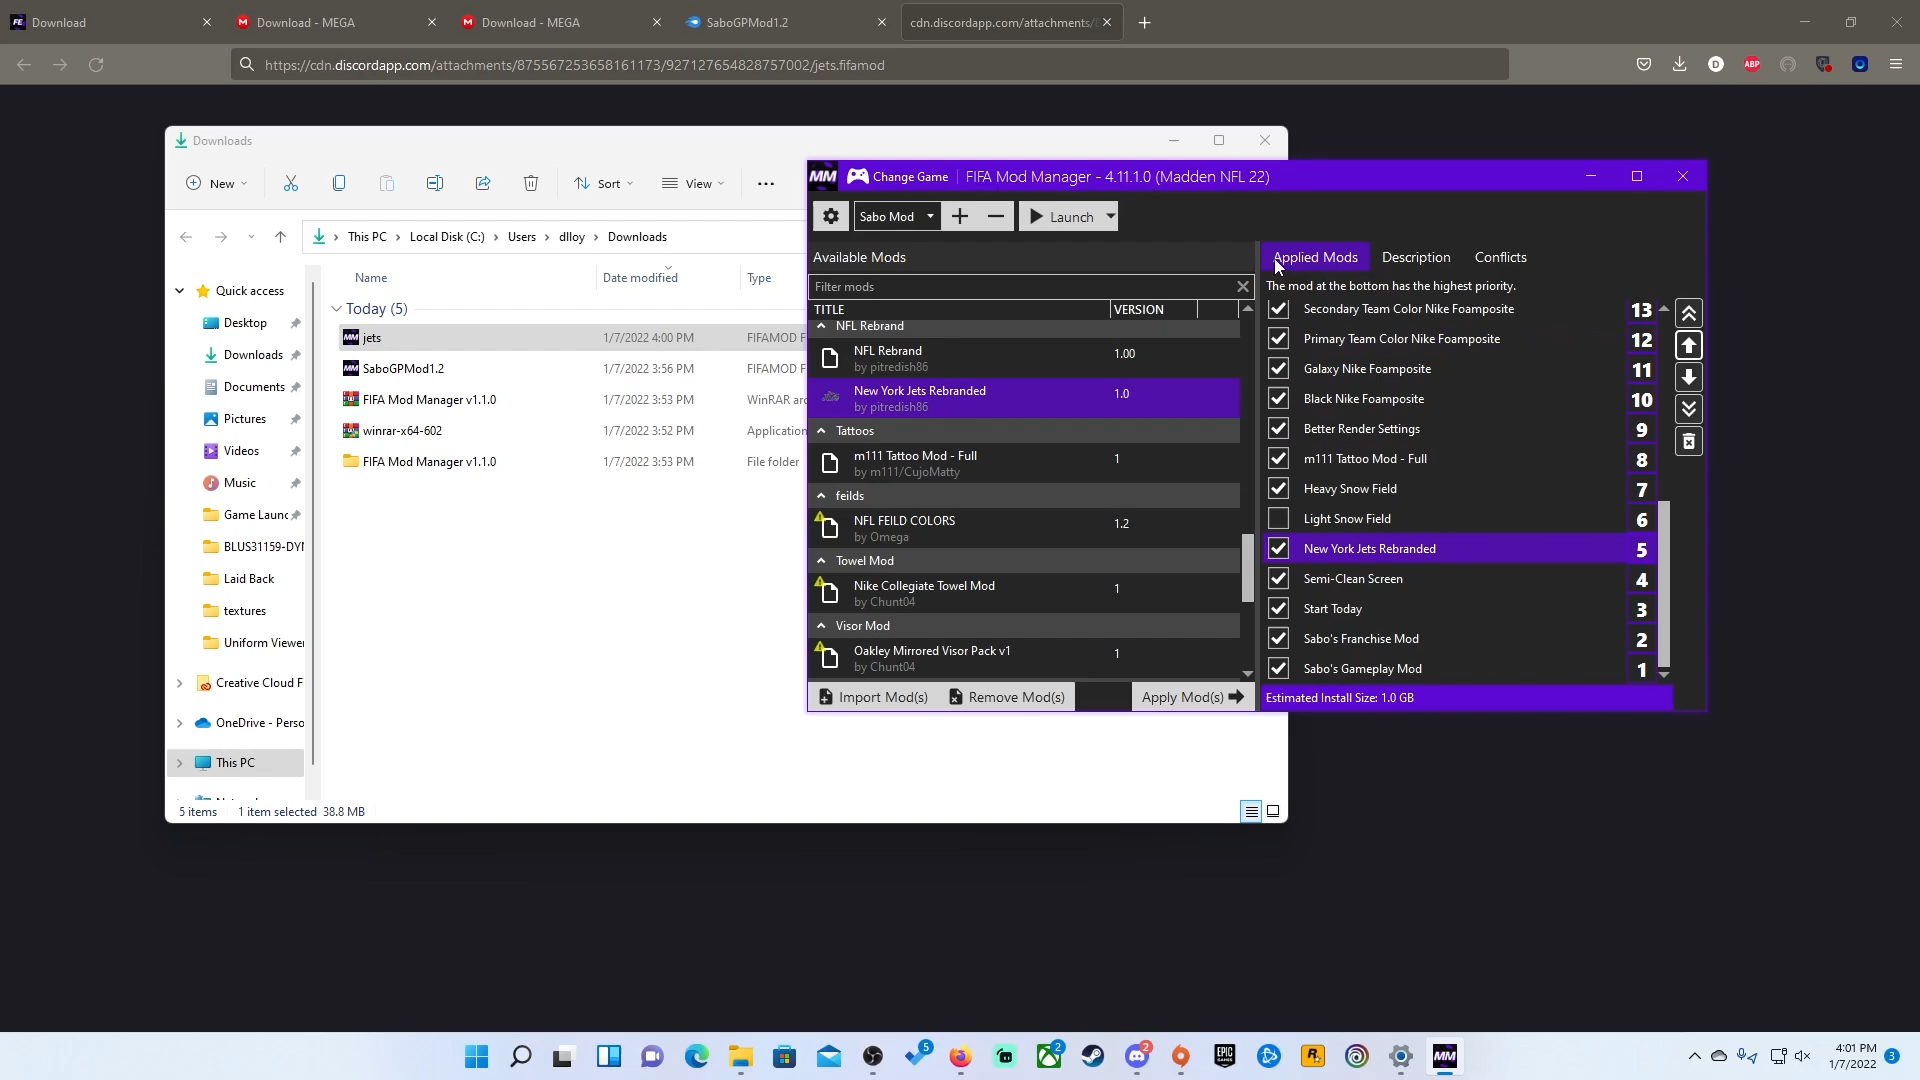 Download
Download - MEGA
Download - MEGA
SaboGPMod1.2
cdn.discordapp.com/attachments/8
https://cdn.discordapp.com/attachments/875567253658161173/927127654828757002/jets.fifamod
Downloads
New
Sort
View
This PC > Local Disk (C:) > Users > dlloy > Downloads
Name
Date modified
Type
Today (5)
jets 1/7/2022 4:00 PM FIFAMOD F
SaboGPMod1.2 1/7/2022 3:56 PM FIFAMOD F
FIFA Mod Manager v1.1.0 1/7/2022 3:53 PM WinRAR arc
winrar-x64-602 1/7/2022 3:52 PM Application
FIFA Mod Manager v1.1.0 1/7/2022 3:53 PM File folder
Quick access
Desktop
Downloads
Documents
Pictures
Videos
Music
Game Launc
BLUS31159-DYN
Laid Back
textures
Uniform Viewer
Creative Cloud F
OneDrive - Perso
This PC
5 items
1 item selected 38.8 MB
MM
Change Game
FIFA Mod Manager - 4.11.1.0 (Madden NFL 22)
Sabo Mod
Launch
Available Mods
Filter mods
TITLE
VERSION
NFL Rebrand
NFL Rebrand 1.00
by pitredish86
New York Jets Rebranded 1.0
by pitredish86
Tattoos
m111 Tattoo Mod - Full 1
by m111/CujoMatty
feilds
NFL FEILD COLORS 1.2
by Omega
Towel Mod
Nike Collegiate Towel Mod 1
by Chunt04
Visor Mod
Oakley Mirrored Visor Pack v1 1
by Chunt04
Import Mod(s)
Remove Mod(s)
Apply Mod(s)
Applied Mods
Description
Conflicts
The mod at the bottom has the highest priority.
Secondary Team Color Nike Foamposite 13
Primary Team Color Nike Foamposite 12
Galaxy Nike Foamposite 11
Black Nike Foamposite 10
Better Render Settings 9
m111 Tattoo Mod - Full 8
Heavy Snow Field 7
Light Snow Field 6
New York Jets Rebranded 5
Semi-Clean Screen 4
Start Today 3
Sabo's Franchise Mod 2
Sabo's Gameplay Mod 1
Estimated Install Size: 1.0 GB
5
2
2
4:01 PM
1/7/2022
3